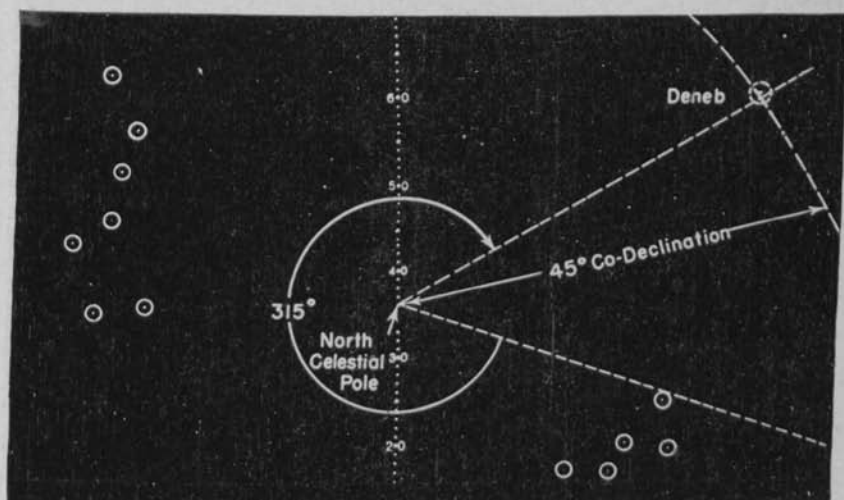 6·0
Deneb
5·0
45° Co-Declination
4·0
315°
North
Celestial
Pole
3·0
2·0